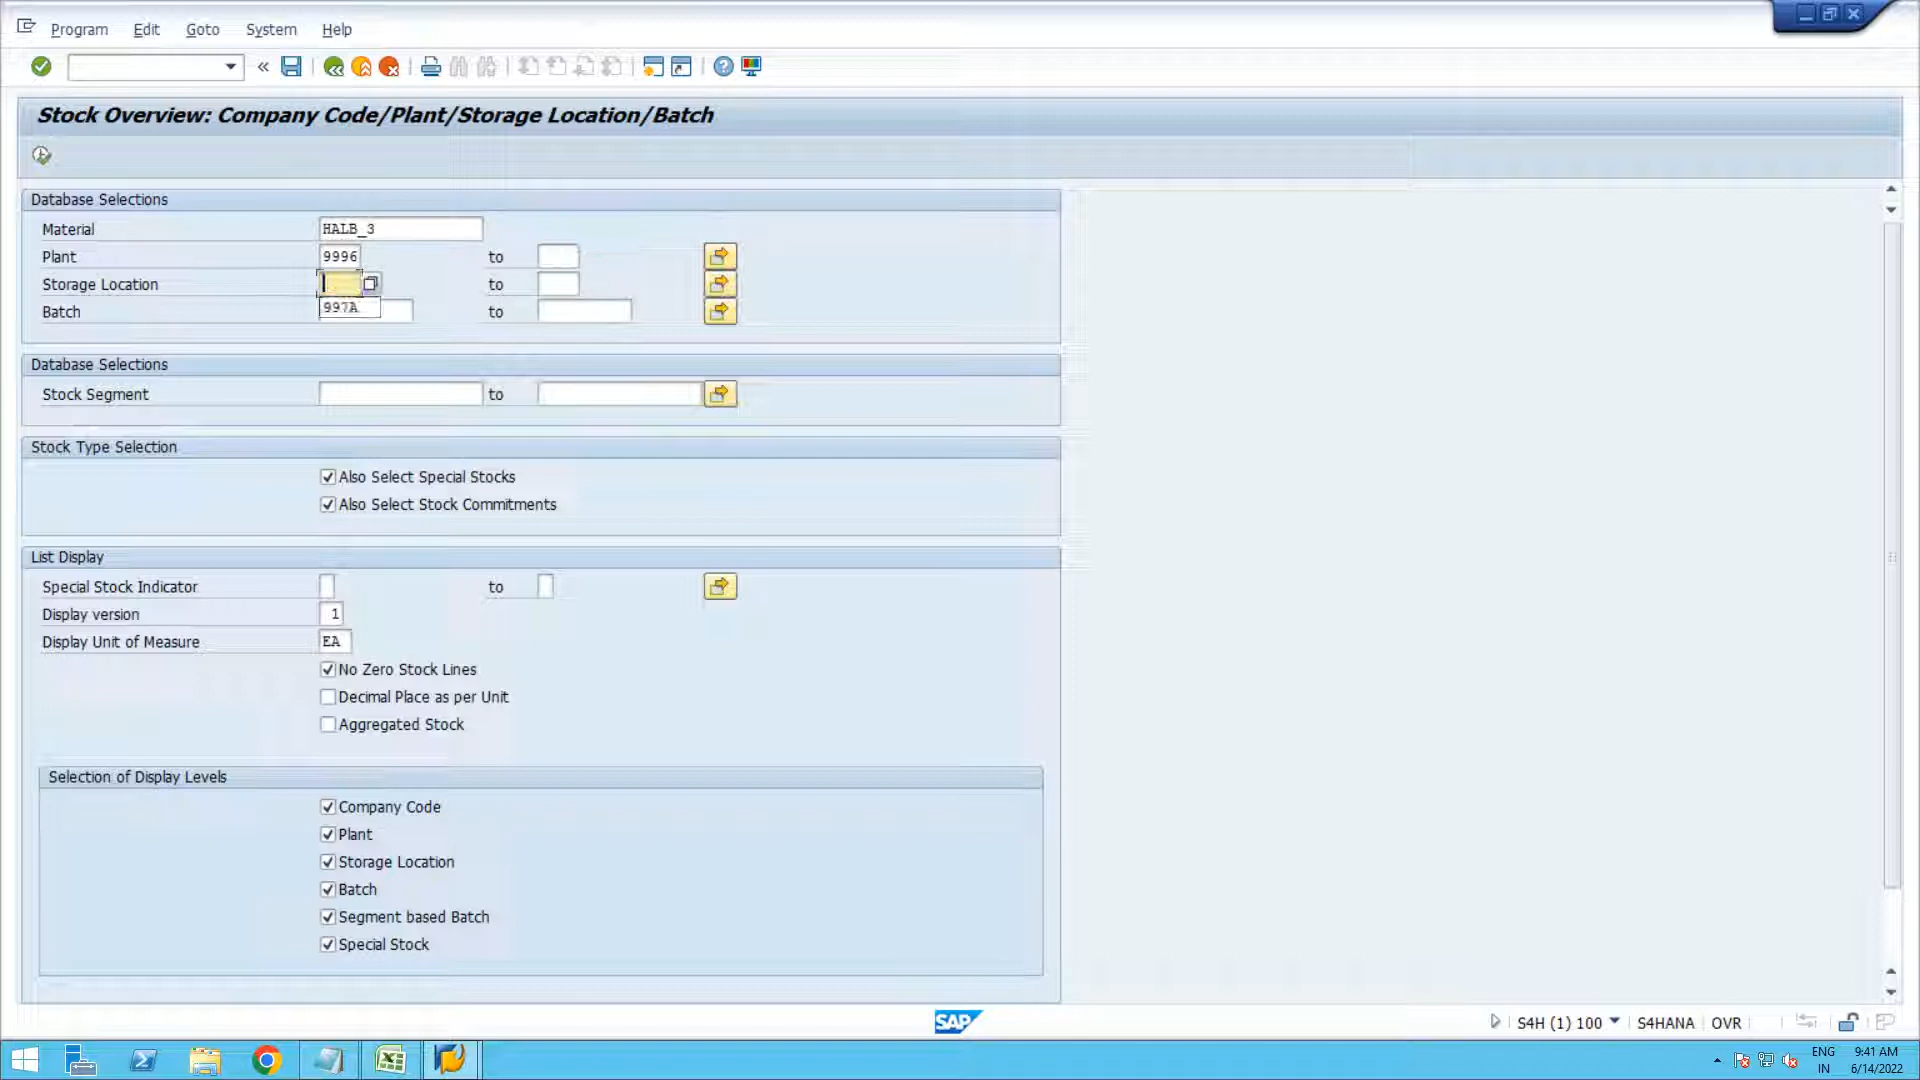 Program Edit Goto System Help
Stock Overview: Company Code/Plant/Storage Location/Batch
Database Selections
Material HALB_3
Plant 9996 to
Storage Location to
Batch 997A to
Database Selections
Stock Segment to
Stock Type Selection
Also Select Special Stocks
Also Select Stock Commitments
List Display
Special Stock Indicator to
Display version 1
Display Unit of Measure EA
No Zero Stock Lines
Decimal Place as per Unit
Aggregated Stock
Selection of Display Levels
Company Code
Plant
Storage Location
Batch
Segment based Batch
Special Stock
SAP S4H (1) 100 S4HANA OVR
ENG 9:41 AM
IN 6/14/2022